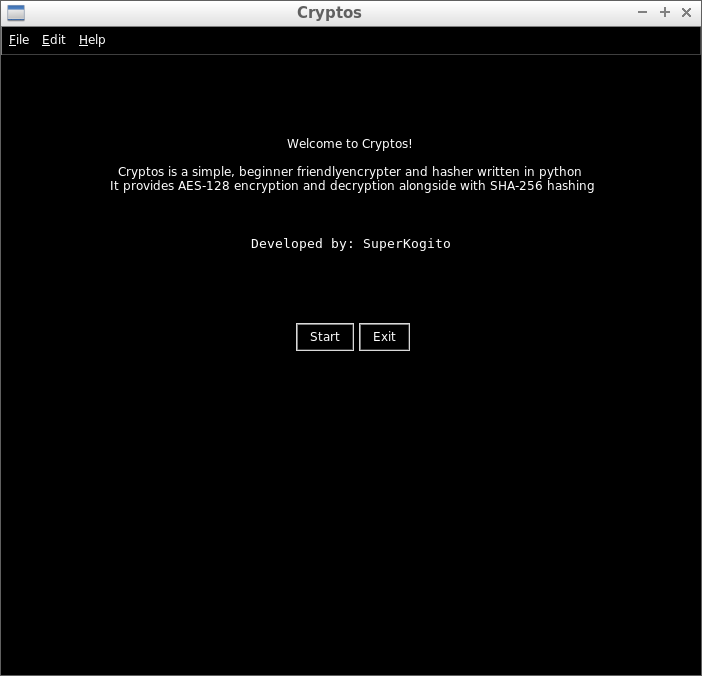 Cryptos
File Edit Help
Welcome to Cryptos!
Cryptos is a simple, beginner friendlyencrypter and hasher written in python
It provides AES-128 encryption and decryption alongside with SHA-256 hashing
Developed by: SuperKogito
Start Exit